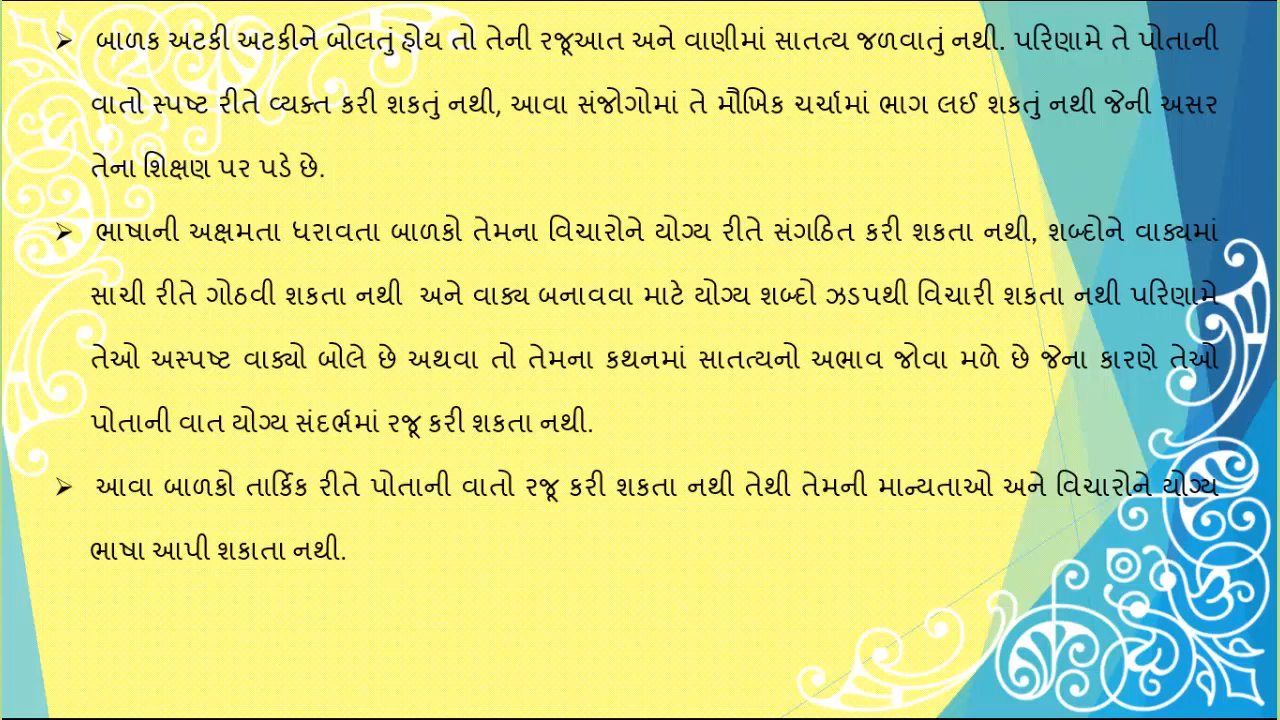 ➢ બાળક અટકી અટકીને બોલતું હોય તો તેની રજૂઆત અને વાણીમાં સાતત્ય જળવાતું નથી. પરિણામે તે પોતાની
વાતો સ્પષ્ટ રીતે વ્યક્ત કરી શકતું નથી, આવા સંજોગોમાં તે મૌખિક ચર્ચામાં ભાગ લઈ શકતું નથી જેની અસર
તેના શિક્ષણ પર પડે છે.
➢ ભાષાની અક્ષમતા ધરાવતા બાળકો તેમના વિચારોને યોગ્ય રીતે સંગઠિત કરી શકતા નથી, શબ્દોને વાક્યમાં
સાચી રીતે ગોઠવી શકતા નથી અને વાક્ય બનાવવા માટે યોગ્ય શબ્દો ઝડપથી વિચારી શકતા નથી પરિણામે
તેઓ અસ્પષ્ટ વાક્યો બોલે છે અથવા તો તેમના કથનમાં સાતત્યનો અભાવ જોવા મળે છે જેના કારણે તેઓ
પોતાની વાત યોગ્ય સંદર્ભમાં રજૂ કરી શકતા નથી.
➢ આવા બાળકો તાર્કિક રીતે પોતાની વાતો રજૂ કરી શકતા નથી તેથી તેમની માન્યતાઓ અને વિચારોને યોગ્ય
ભાષા આપી શકાતા નથી.